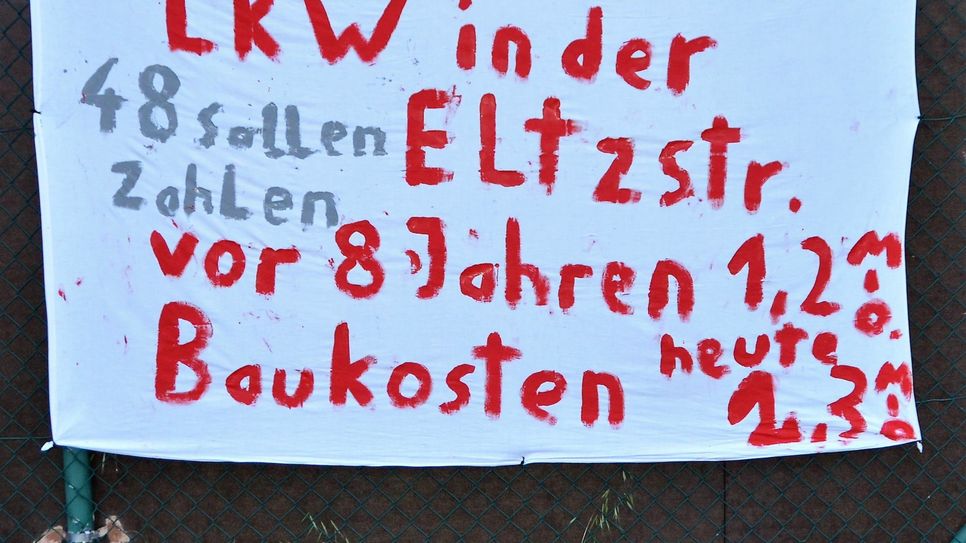 LKW in der
48 sollen
zahlen
Eltzstr.
vor 8 Jahren 1,2 Mio.
Baukosten heute 1,3 Mio